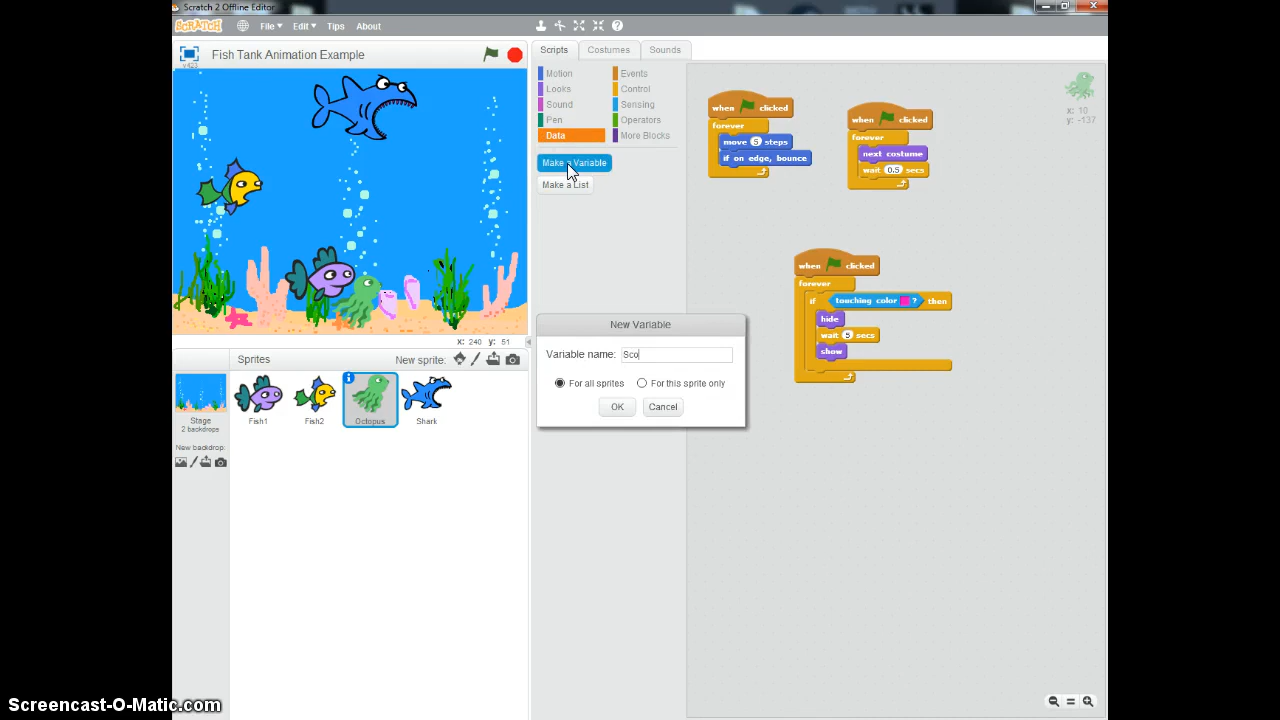 Scratch 2 Offline Editor
SCRATCH File Edit Tips About
Fish Tank Animation Example
v423
Scripts Costumes Sounds
Motion Events
Looks Control
Sound Sensing
Pen Operators
Data More Blocks
Make a Variable
Make a List
when clicked
forever
move 5 steps
if on edge, bounce
when clicked
forever
next costume
wait 0.5 secs
x: 10
y: -137
when clicked
forever
if touching color ? then
hide
wait 5 secs
show
x: 240 y: 51
Sprites New sprite:
Stage
2 backdrops
New backdrop:
Fish1 Fish2 Octopus Shark
New Variable
Variable name: Sco
For all sprites For this sprite only
OK Cancel
Screencast-O-Matic.com